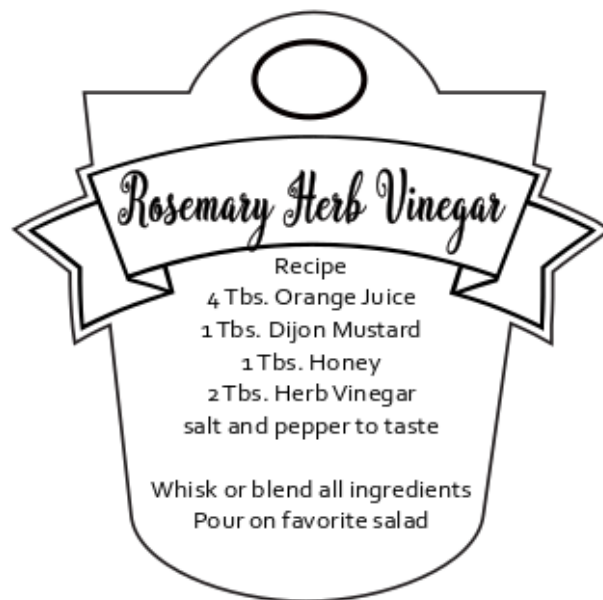 Rosemary Herb Vinegar
Recipe
4 Tbs. Orange Juice
1 Tbs. Dijon Mustard
1 Tbs. Honey
2 Tbs. Herb Vinegar
salt and pepper to taste
Whisk or blend all ingredients
Pour on favorite salad